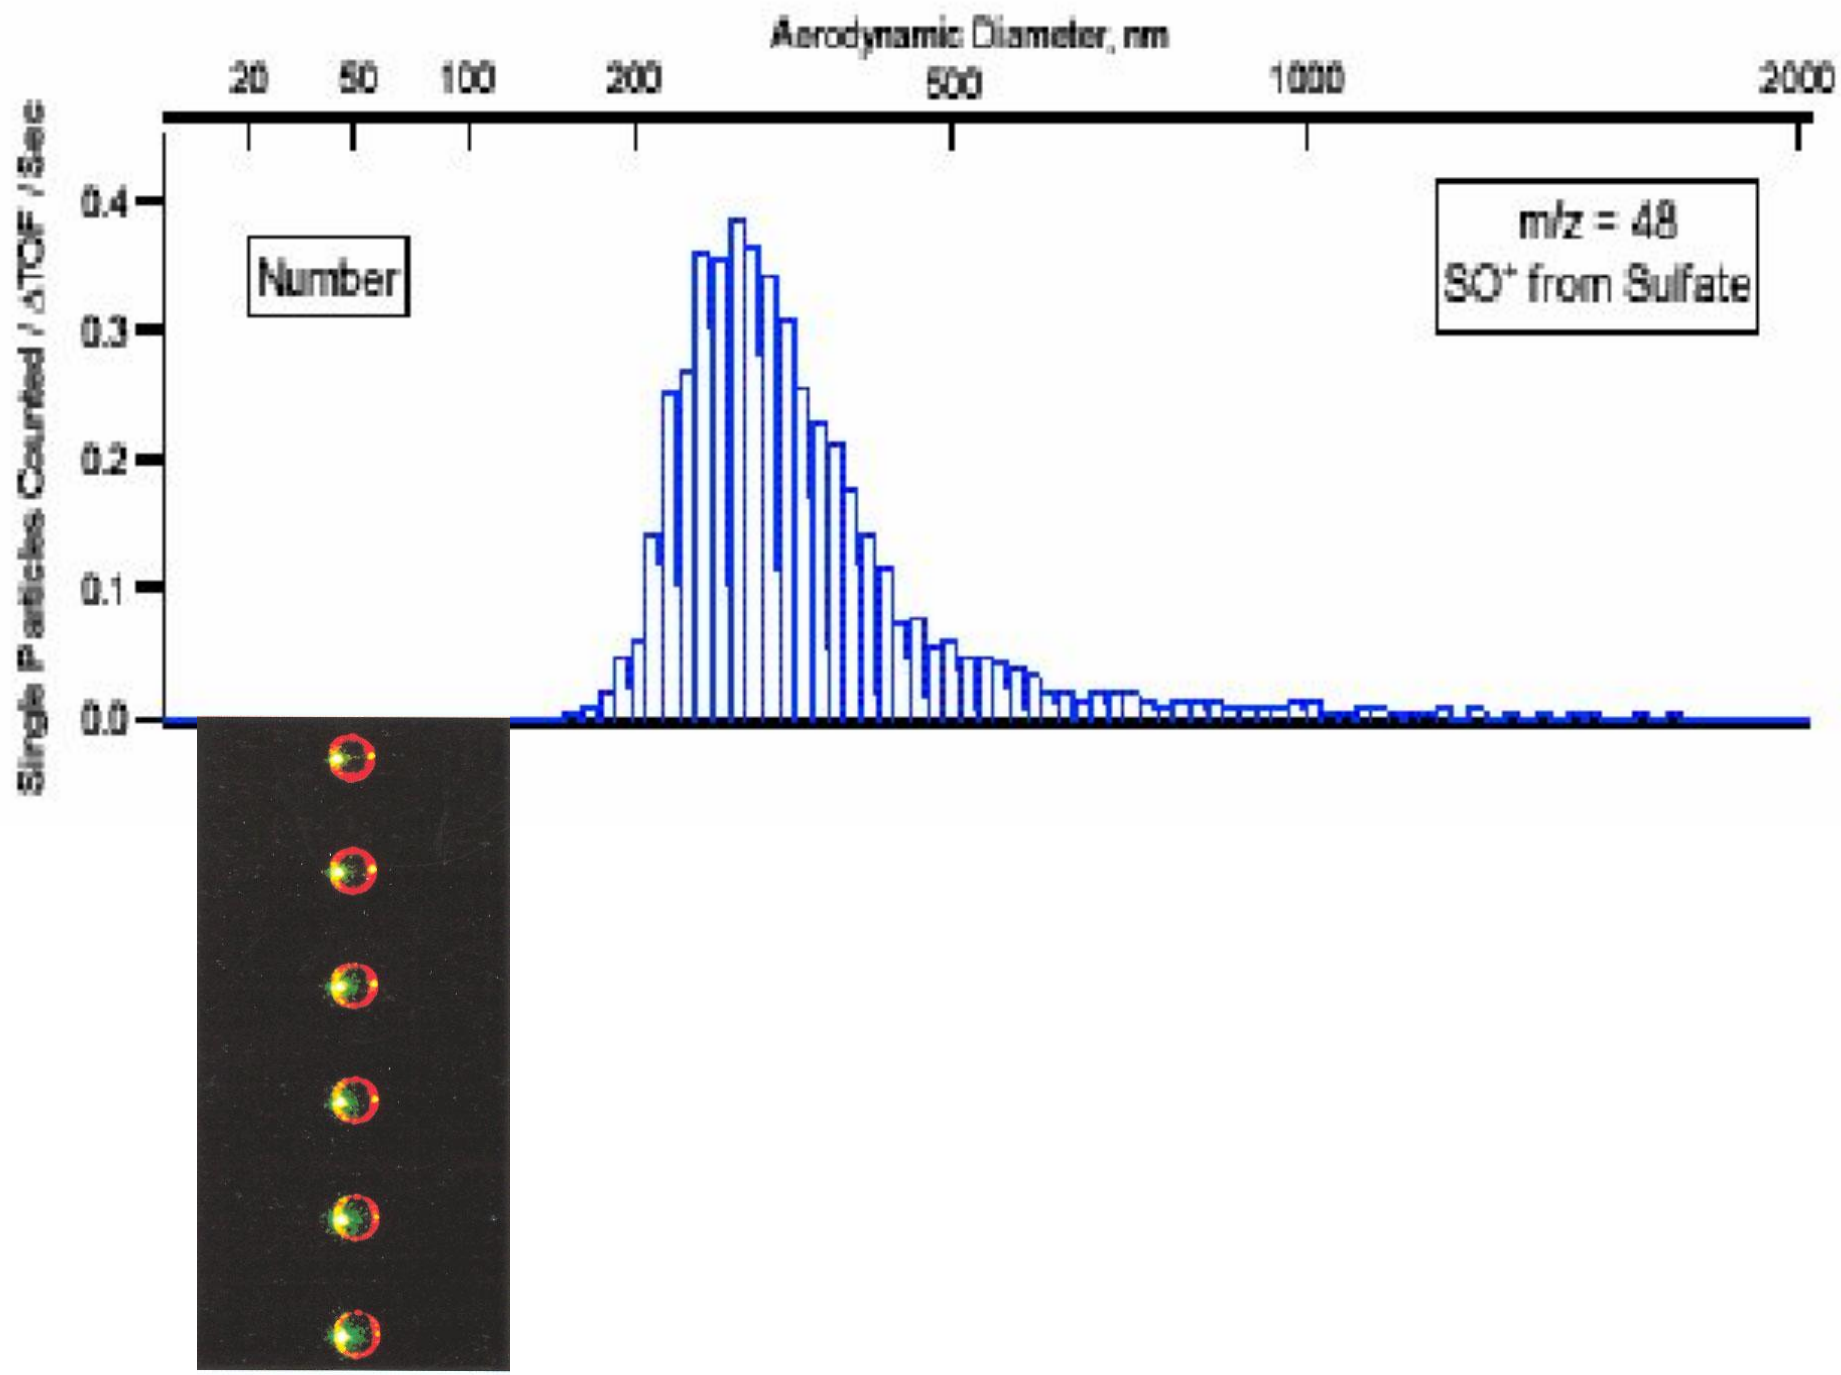 Aerodynamic Diameter, nm
20 50 100 200 500 1000 2000
Single Particles Counted / ΔTOF / Sec
0.4
0.3
0.2
0.1
0.0
Number
m/z = 48
SO⁺ from Sulfate